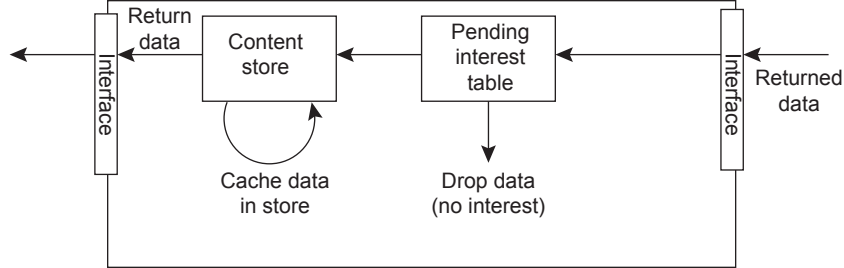 Return
data
Content
store
Pending
interest
table
Interface
Interface
Returned
data
Cache data
in store
Drop data
(no interest)